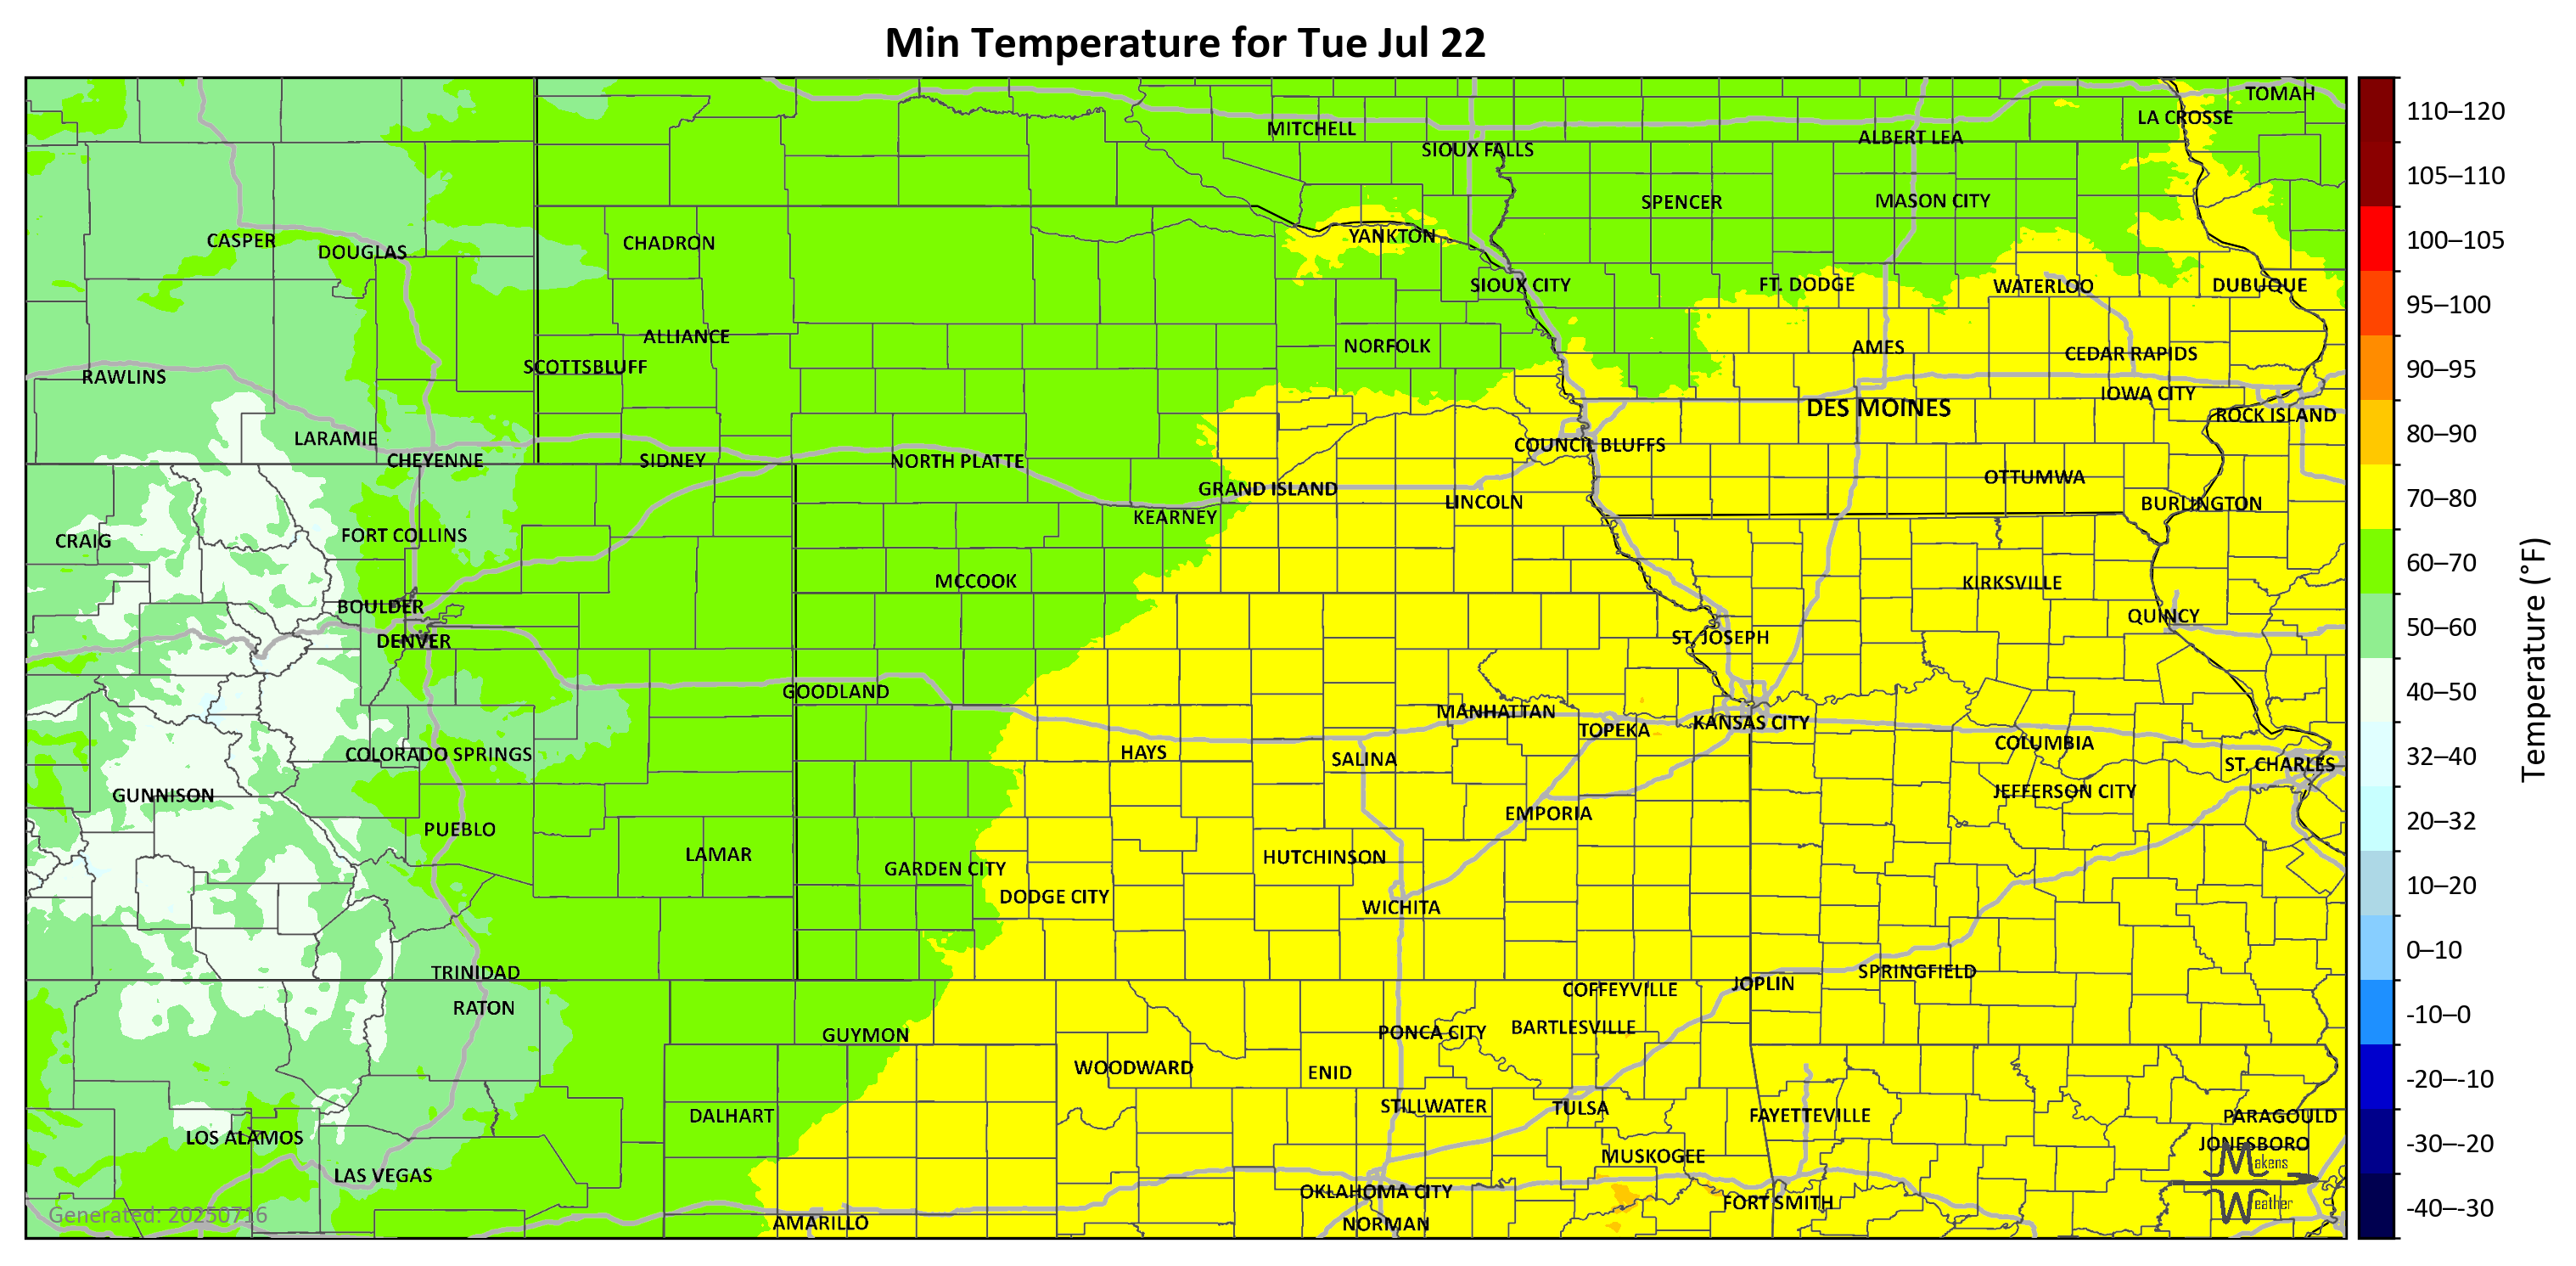 Min Temperature for Tue Jul 22
TOMAH
LA CROSSE
MITCHELL
ALBERT LEA
SIOUX FALLS
SPENCER
MASON CITY
CASPER
DOUGLAS
CHADRON
YANKTON
SIOUX CITY
FT. DODGE
WATERLOO
DUBUQUE
ALLIANCE
NORFOLK
AMES
CEDAR RAPIDS
SCOTTSBLUFF
RAWLINS
IOWA CITY
DES MOINES
ROCK ISLAND
LARAMIE
CHEYENNE
SIDNEY
NORTH PLATTE
COUNCIL BLUFFS
GRAND ISLAND
LINCOLN
OTTUMWA
BURLINGTON
KEARNEY
CRAIG
FORT COLLINS
MCCOOK
KIRKSVILLE
BOULDER
QUINCY
DENVER
ST. JOSEPH
GOODLAND
MANHATTAN
TOPEKA
KANSAS CITY
COLORADO SPRINGS
HAYS
SALINA
COLUMBIA
ST. CHARLES
GUNNISON
JEFFERSON CITY
EMPORIA
PUEBLO
LAMAR
HUTCHINSON
GARDEN CITY
DODGE CITY
WICHITA
TRINIDAD
SPRINGFIELD
JOPLIN
COFFEYVILLE
RATON
GUYMON
PONCA CITY
BARTLESVILLE
WOODWARD
ENID
DALHART
STILLWATER
TULSA
FAYETTEVILLE
PARAGOULD
LOS ALAMOS
JONESBORO
LAS VEGAS
MUSKOGEE
OKLAHOMA CITY
FORT SMITH
AMARILLO
NORMAN
Generated: 20250716
Makens
Weather
110–120
105–110
100–105
95–100
90–95
80–90
70–80
60–70
50–60
40–50
32–40
20–32
10–20
0–10
-10–0
-20–-10
-30–-20
-40–-30
Temperature (°F)